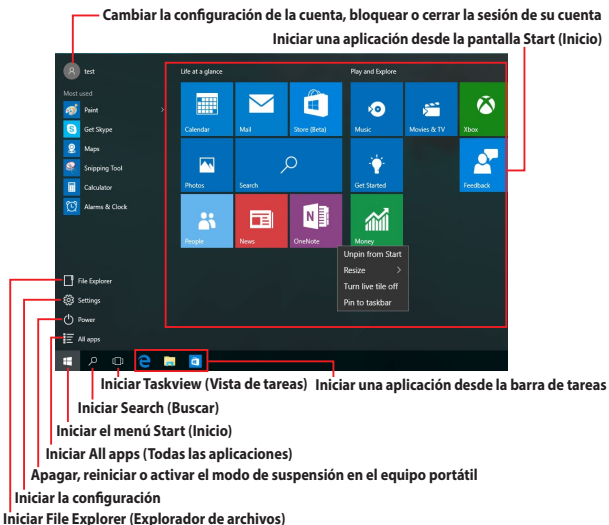 Cambiar la configuración de la cuenta, bloquear o cerrar la sesión de su cuenta
Iniciar una aplicación desde la pantalla Start (Inicio)
test
Life at a glance
Play and Explore
Most used
Paint
Get Skype
Maps
Snipping Tool
Calculator
Alarms & Clock
Calendar
Mail
Store (Beta)
Music
Movies & TV
Xbox
Photos
Search
Get Started
Feedback
People
News
OneNote
Money
Unpin from Start
Resize
Turn live tile off
Pin to taskbar
File Explorer
Settings
Power
All apps
Iniciar Taskview (Vista de tareas)
Iniciar una aplicación desde la barra de tareas
Iniciar Search (Buscar)
Iniciar el menú Start (Inicio)
Iniciar All apps (Todas las aplicaciones)
Apagar, reiniciar o activar el modo de suspensión en el equipo portátil
Iniciar la configuración
Iniciar File Explorer (Explorador de archivos)